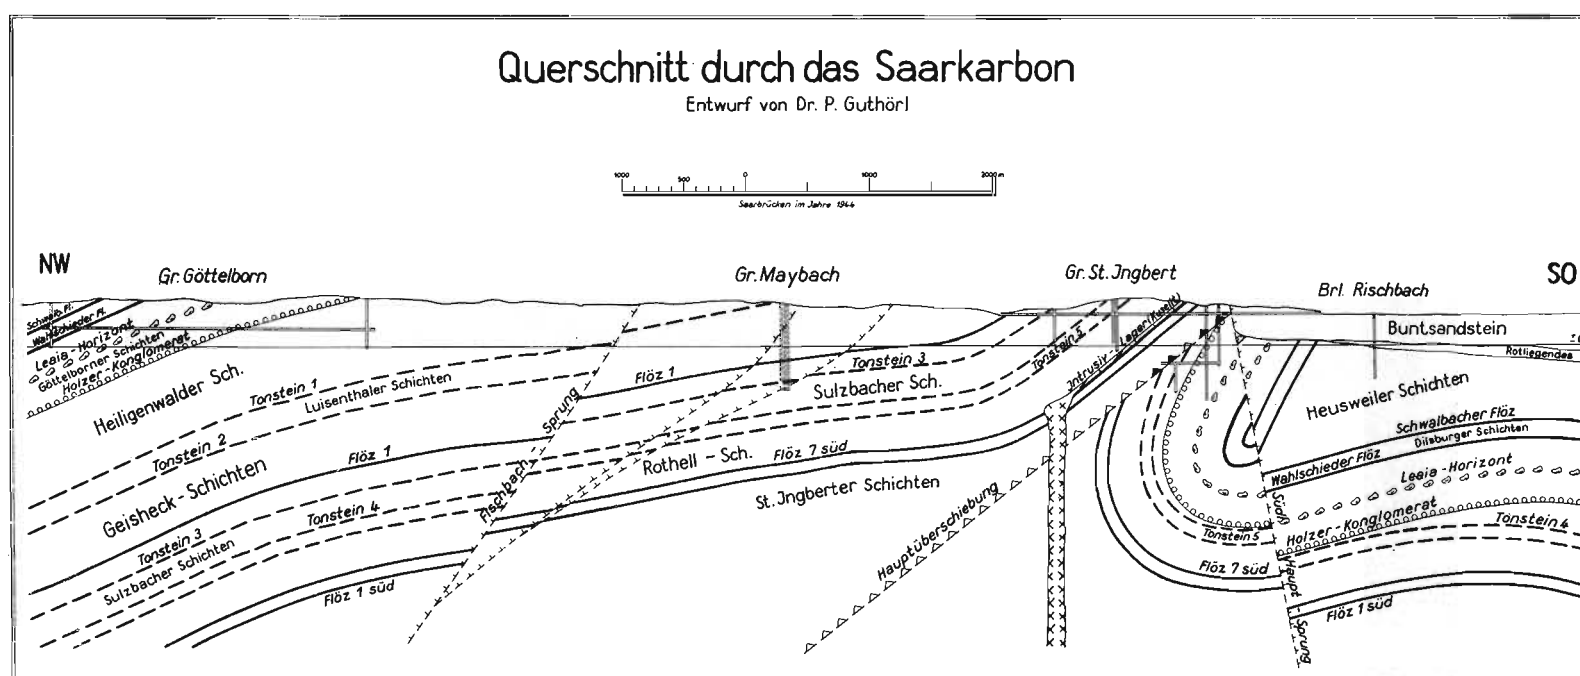 Querschnitt durch das Saarkarbon
Entwurf von Dr. P. Guthörl
1000 500 0 1000 2000 m
Saarbrücken im Jahre 1944
NW
SO
Gr. Göttelborn
Gr. Maybach
Gr. St. Jngbert
Brl. Rischbach
Schwalb. Fl.
Wahlschieder Fl.
Leaia-Horizont
Göttelborner Schichten
Holzer-Konglomerat
Heiligenwalder Sch.
Tonstein 1
Luisenthaler Schichten
Tonstein 2
Flöz 1
Geisheck-Schichten
Tonstein 3
Tonstein 4
Sulzbacher Schichten
Flöz 1 süd
Fischbach
Sprung
Flöz 1
Tonstein 3
Sulzbacher Sch.
Rothell-Sch.
Flöz 7 süd
St. Jngberter Schichten
Tonstein 5
Jntrusiv-Lager (Kuselit)
Hauptüberschiebung
Buntsandstein
Rotliegendes
Heusweiler Schichten
Schwalbacher Flöz
Dilsburger Schichten
Wahlschieder Flöz
Leaia-Horizont
Holzer-Konglomerat
Tonstein 4
Tonstein 5
Flöz 7 süd
Flöz 1 süd
Südl.
Haupt
Sprung